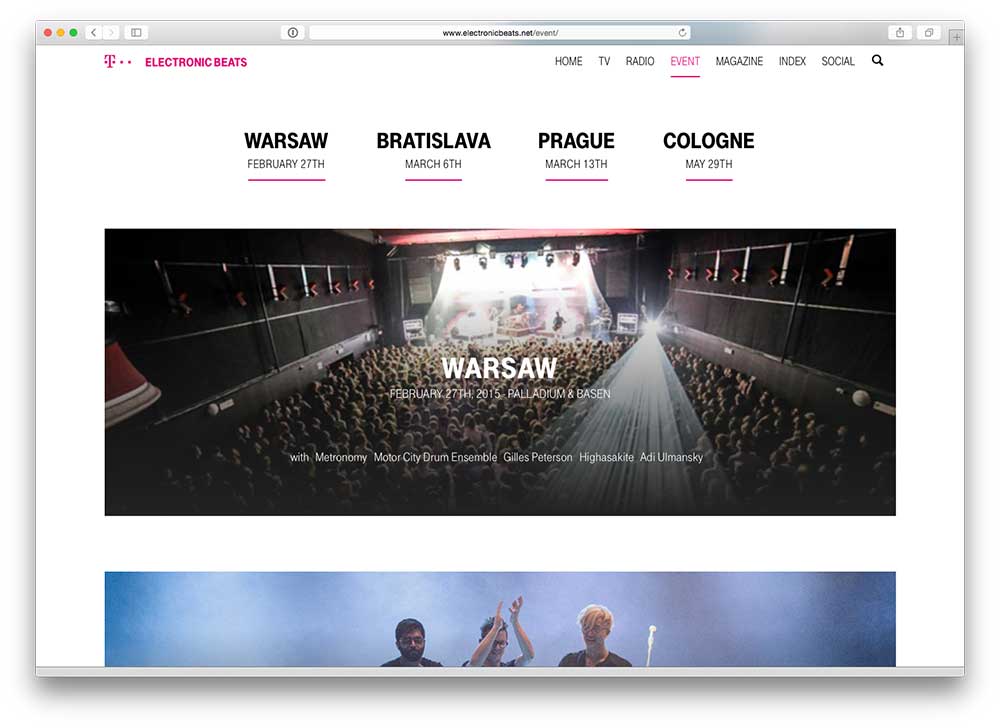 www.electronicbeats.net/event/
T ELECTRONIC BEATS
HOME TV RADIO EVENT MAGAZINE INDEX SOCIAL
WARSAW BRATISLAVA PRAGUE COLOGNE
FEBRUARY 27TH MARCH 6TH MARCH 13TH MAY 29TH
WARSAW
FEBRUARY 27TH, 2015 - PALLADIUM & BASEN
with Metronomy Motor City Drum Ensemble Gilles Peterson Highasakite Adi Ulmansky